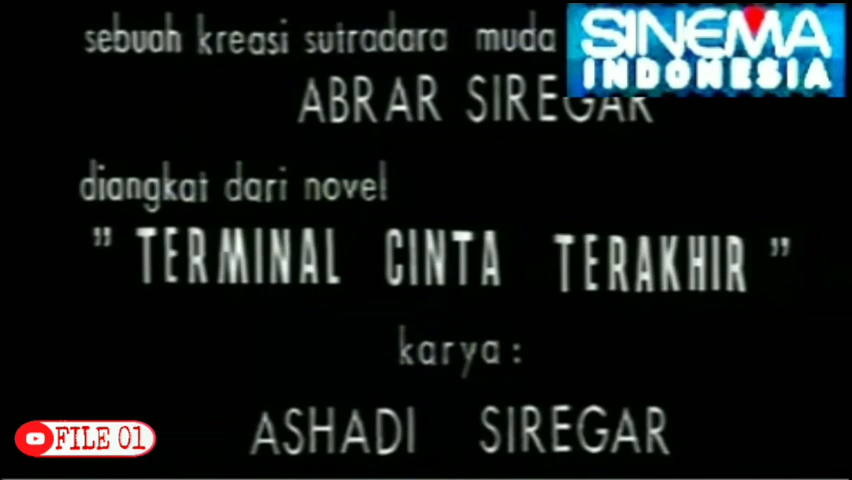 sebuah kreasi sutradara muda
SINEMA
INDONESIA
ABRAR SIREGAR
diangkat dari novel
" TERMINAL CINTA TERAKHIR "
karya :
ASHADI SIREGAR
FILE 01